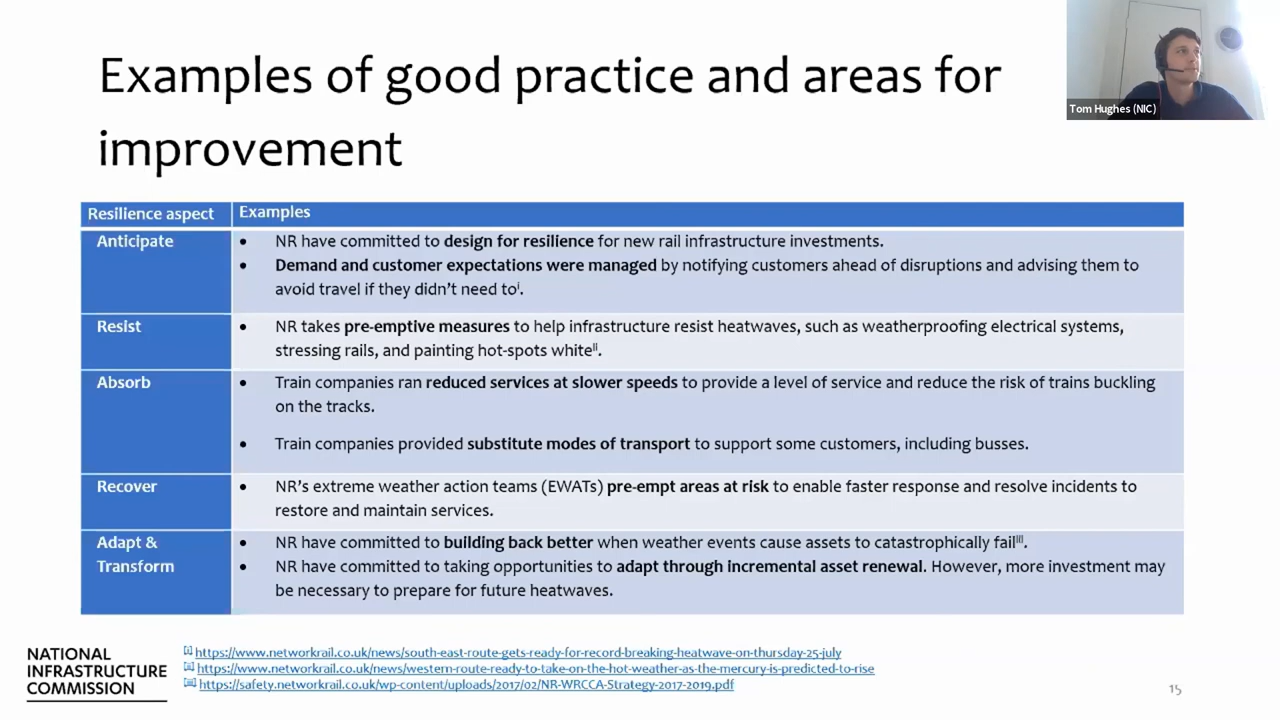 Examples of good practice and areas for
improvement
Tom Hughes (NIC)
Resilience aspect
Examples
Anticipate
• NR have committed to design for resilience for new rail infrastructure investments.
• Demand and customer expectations were managed by notifying customers ahead of disruptions and advising them to
avoid travel if they didn’t need to[i].
Resist
• NR takes pre-emptive measures to help infrastructure resist heatwaves, such as weatherproofing electrical systems,
stressing rails, and painting hot-spots white[ii].
Absorb
• Train companies ran reduced services at slower speeds to provide a level of service and reduce the risk of trains buckling
on the tracks.
• Train companies provided substitute modes of transport to support some customers, including busses.
Recover
• NR’s extreme weather action teams (EWATs) pre-empt areas at risk to enable faster response and resolve incidents to
restore and maintain services.
Adapt &
Transform
• NR have committed to building back better when weather events cause assets to catastrophically fail[iii].
• NR have committed to taking opportunities to adapt through incremental asset renewal. However, more investment may
be necessary to prepare for future heatwaves.
NATIONAL
INFRASTRUCTURE
COMMISSION
[i] https://www.networkrail.co.uk/news/south-east-route-gets-ready-for-record-breaking-heatwave-on-thursday-25-july
[ii] https://www.networkrail.co.uk/news/western-route-ready-to-take-on-the-hot-weather-as-the-mercury-is-predicted-to-rise
[iii] https://safety.networkrail.co.uk/wp-content/uploads/2017/02/NR-WRCCA-Strategy-2017-2019.pdf
15